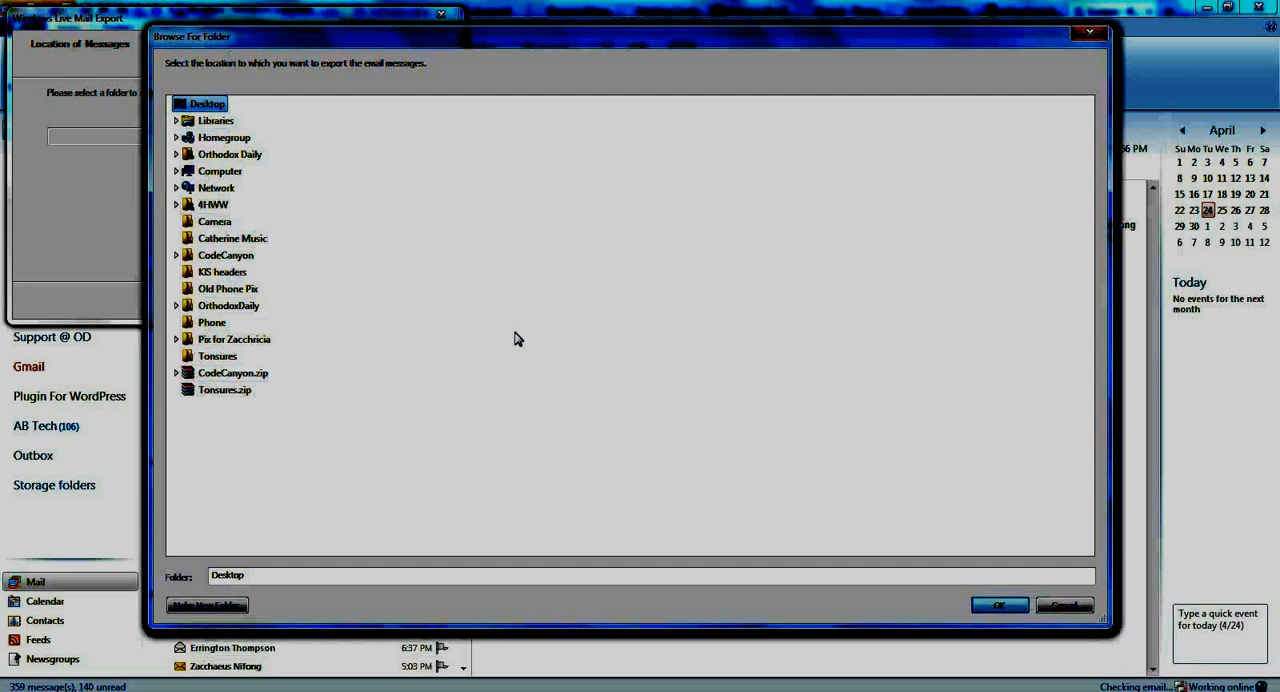 Windows Live Mail Export
Location of Messages
Please select a folder to
Browse For Folder
Select the location to which you want to export the email messages.
Desktop
Libraries
Homegroup
Orthodox Daily
Computer
Network
4HWW
Camera
Catherine Music
CodeCanyon
KIS headers
Old Phone Pix
OrthodoxDaily
Phone
Pix for Zacchricia
Tonsures
CodeCanyon.zip
Tonsures.zip
Folder: Desktop
Make New Folder OK Cancel
Support @ OD
Gmail
Plugin For WordPress
AB Tech (106)
Outbox
Storage folders
Mail
Calendar
Contacts
Feeds
Newsgroups
Errington Thompson 6:37 PM
Zacchaeus Nifong 5:03 PM
56 PM
ong
April
Su Mo Tu We Th Fr Sa
1 2 3 4 5 6 7
8 9 10 11 12 13 14
15 16 17 18 19 20 21
22 23 24 25 26 27 28
29 30 1 2 3 4 5
6 7 8 9 10 11 12
Today
No events for the next
month
Type a quick event
for today (4/24)
359 message(s), 140 unread
Checking email... Working online